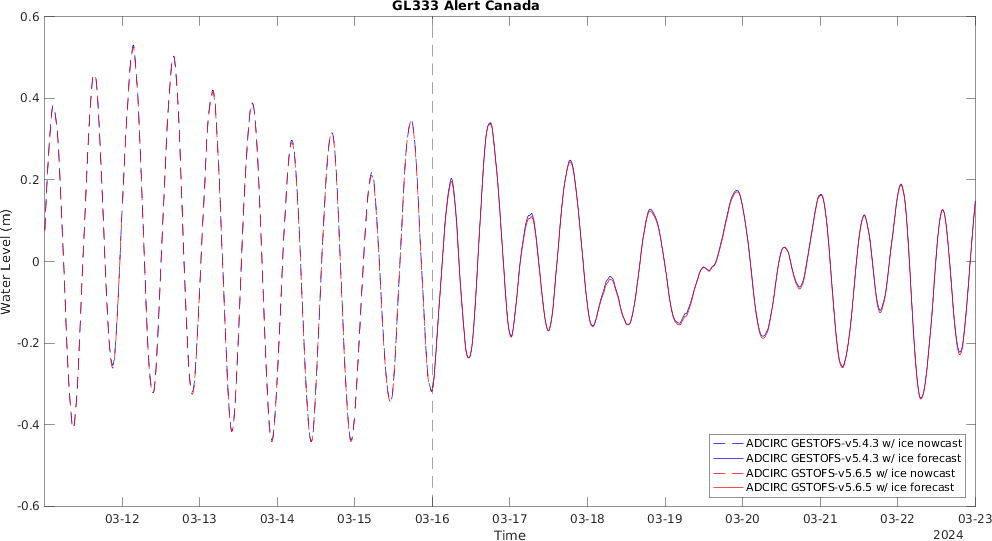 GL333 Alert Canada
Water Level (m)
0.6
0.4
0.2
0
-0.2
-0.4
-0.6
03-12 03-13 03-14 03-15 03-16 03-17 03-18 03-19 03-20 03-21 03-22 03-23
Time
2024
ADCIRC GESTOFS-v5.4.3 w/ ice nowcast
ADCIRC GESTOFS-v5.4.3 w/ ice forecast
ADCIRC GSTOFS-v5.6.5 w/ ice nowcast
ADCIRC GSTOFS-v5.6.5 w/ ice forecast